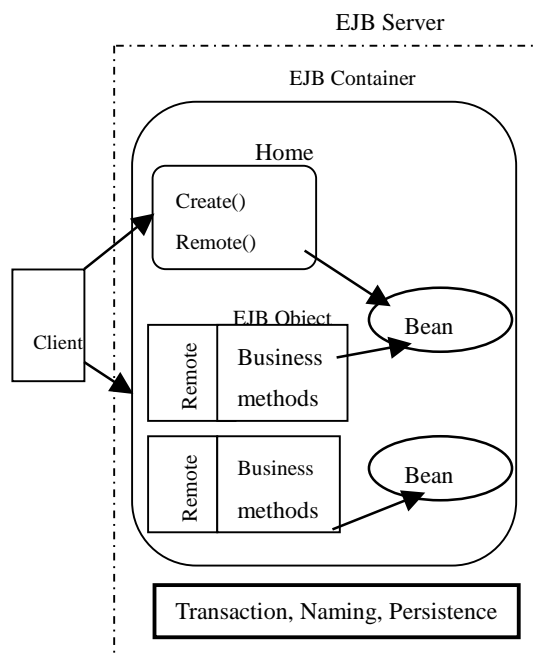 EJB Server
EJB Container
Home
Create()
Remote()
Client
EJB Object
Remote
Business
methods
Bean
Remote
Business
methods
Bean
Transaction, Naming, Persistence